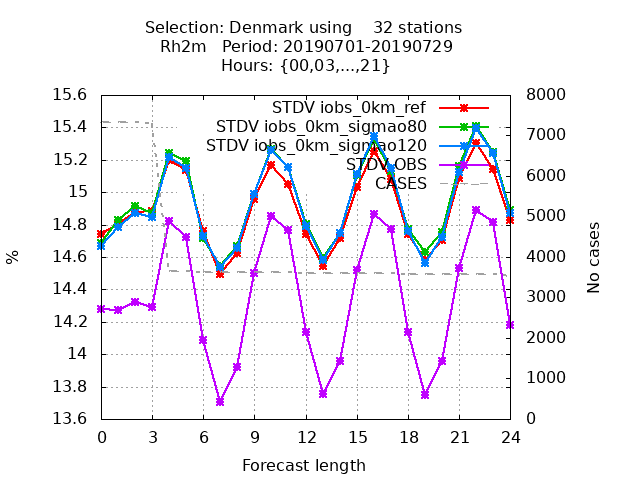 Selection: Denmark using    32 stations
Rh2m   Period: 20190701-20190729
Hours: {00,03,...,21}
STDV iobs_0km_ref
STDV iobs_0km_sigmao80
STDV iobs_0km_sigmao120
STDV OBS
CASES
15.6
15.4
15.2
15
14.8
14.6
14.4
14.2
14
13.8
13.6
%
8000
7000
6000
5000
4000
3000
2000
1000
0
No cases
0 3 6 9 12 15 18 21 24
Forecast length